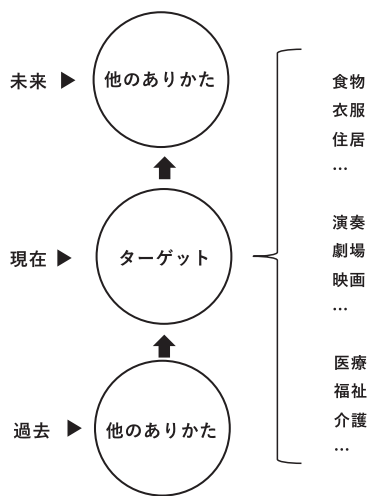 未来 ▶ 他のありかた
現在 ▶ ターゲット
過去 ▶ 他のありかた
食物
衣服
住居
…
演奏
劇場
映画
…
医療
福祉
介護
…